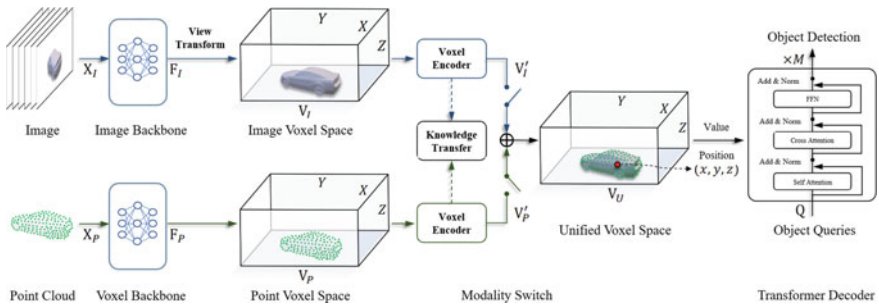 View
Transform
X_I
F_I
Image
Image Backbone
Y
X
Z
V_I
Image Voxel Space
Voxel
Encoder
V′_I
Knowledge
Transfer
X_P
F_P
Point Cloud
Voxel Backbone
Y
X
Z
V_P
Point Voxel Space
Voxel
Encoder
V′_P
Modality Switch
Y
X
Z
V_U
Unified Voxel Space
Value
Position
(x, y, z)
Object Detection
×M
Add & Norm
FFN
Add & Norm
Cross Attention
Add & Norm
Self Attention
Q
Object Queries
Transformer Decoder